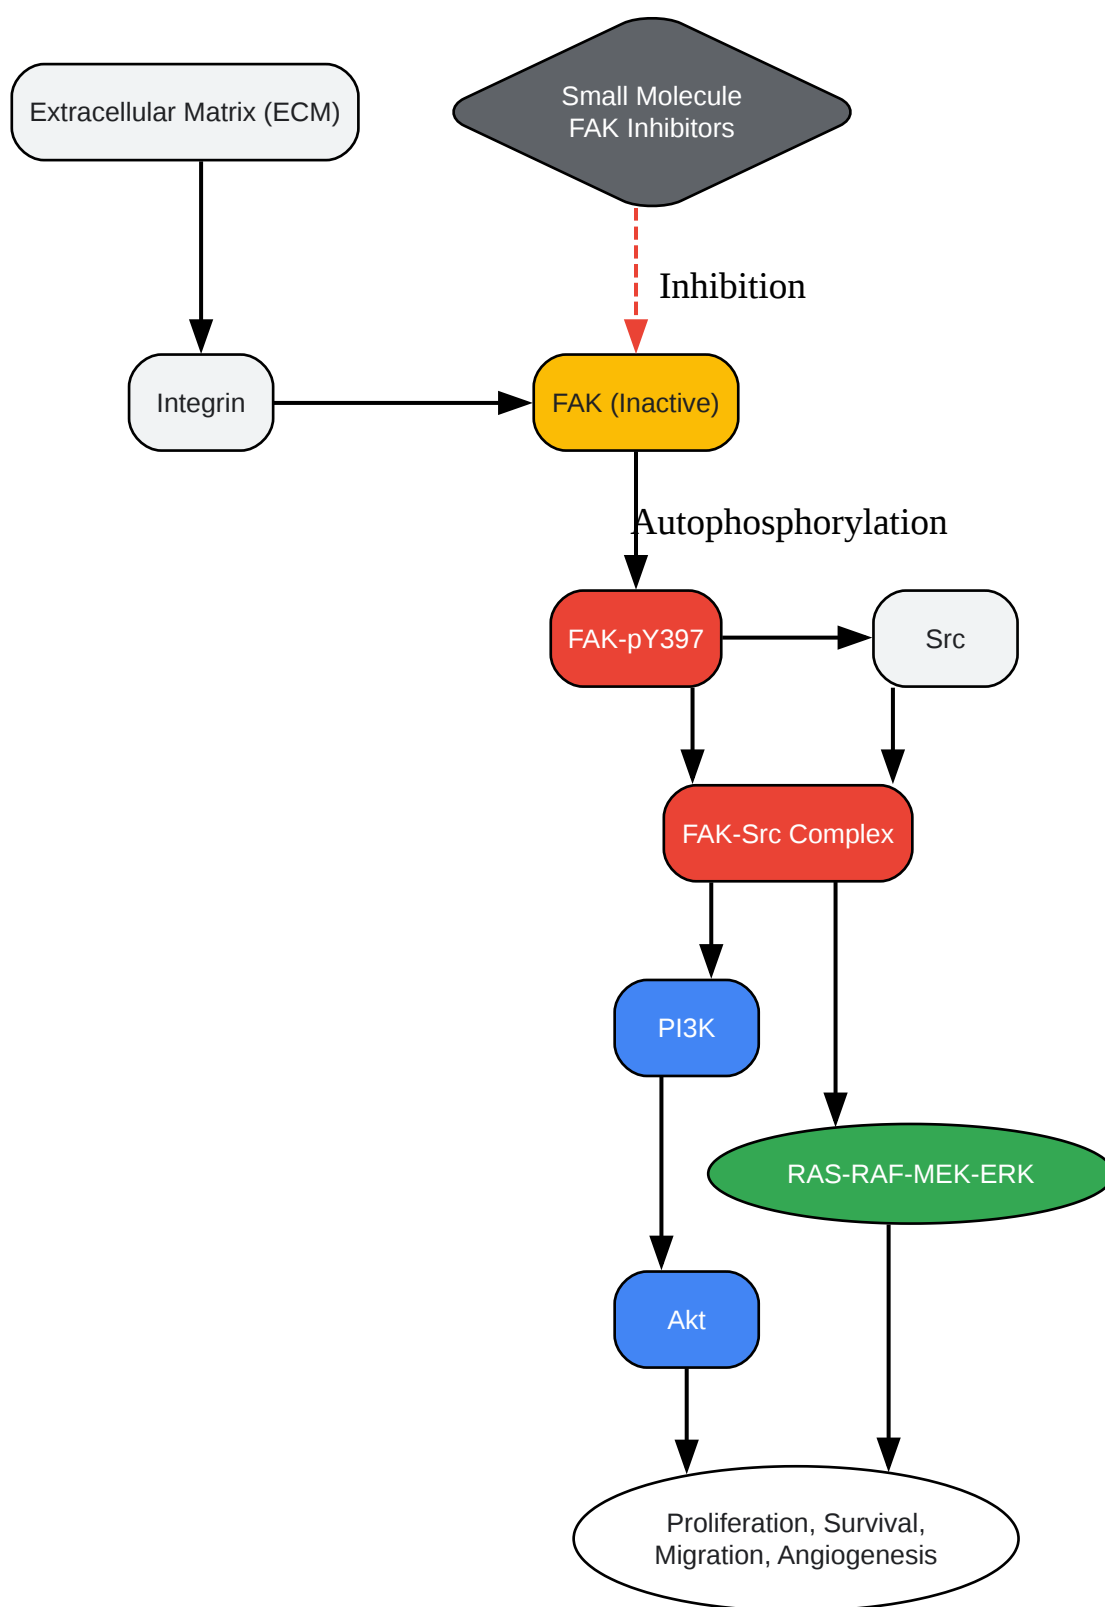 Extracellular Matrix (ECM)
Small Molecule
FAK Inhibitors
Inhibition
Integrin
FAK (Inactive)
Autophosphorylation
FAK-pY397
Src
FAK-Src Complex
PI3K
RAS-RAF-MEK-ERK
Akt
Proliferation, Survival,
Migration, Angiogenesis